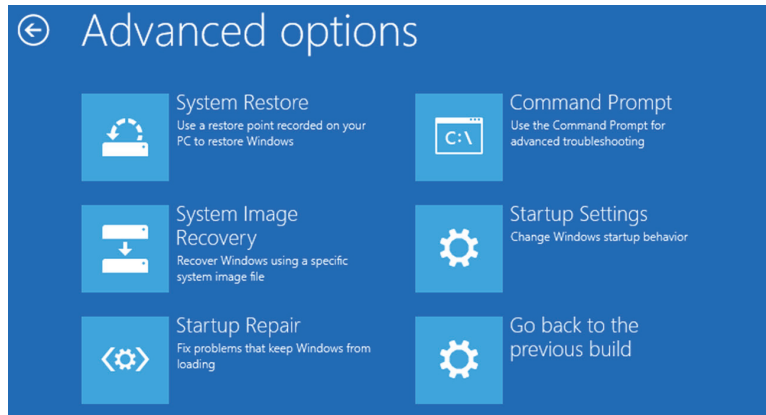 Advanced options
System Restore
Use a restore point recorded on your
PC to restore Windows
System Image
Recovery
Recover Windows using a specific
system image file
Startup Repair
Fix problems that keep Windows from
loading
C:\
Command Prompt
Use the Command Prompt for
advanced troubleshooting
Startup Settings
Change Windows startup behavior
Go back to the
previous build